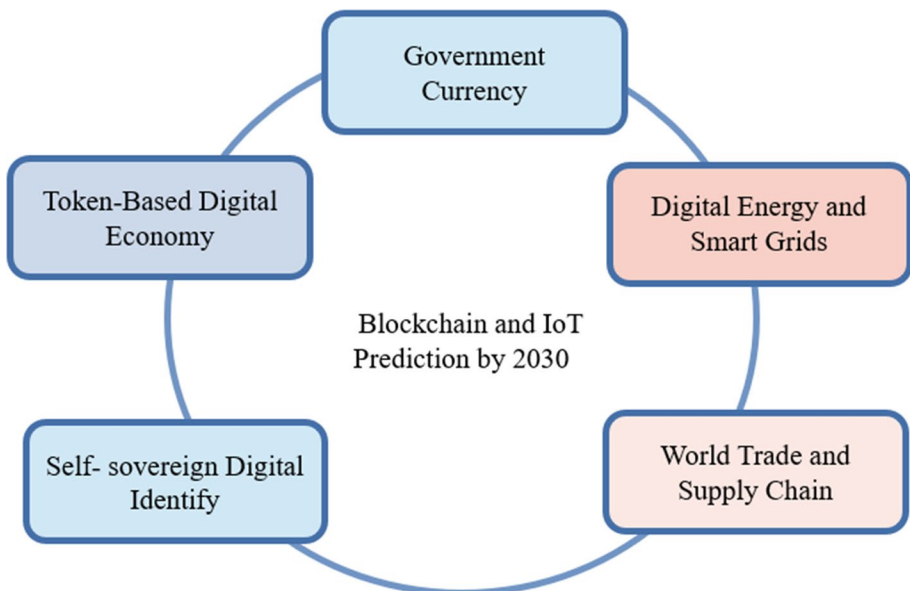 Government
Currency
Token-Based Digital
Economy
Digital Energy and
Smart Grids
Blockchain and IoT
Prediction by 2030
Self- sovereign Digital
Identify
World Trade and
Supply Chain